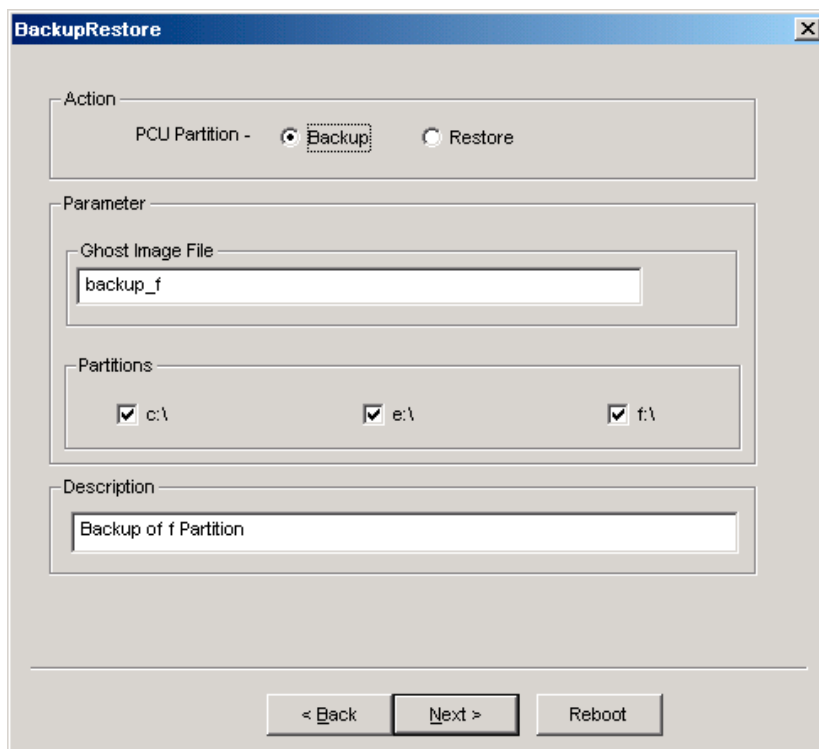 BackupRestore
Action
PCU Partition -
Backup
Restore
Parameter
Ghost Image File
backup_f
Partitions
c:\
e:\
f:\
Description
Backup of f Partition
< Back
Next >
Reboot